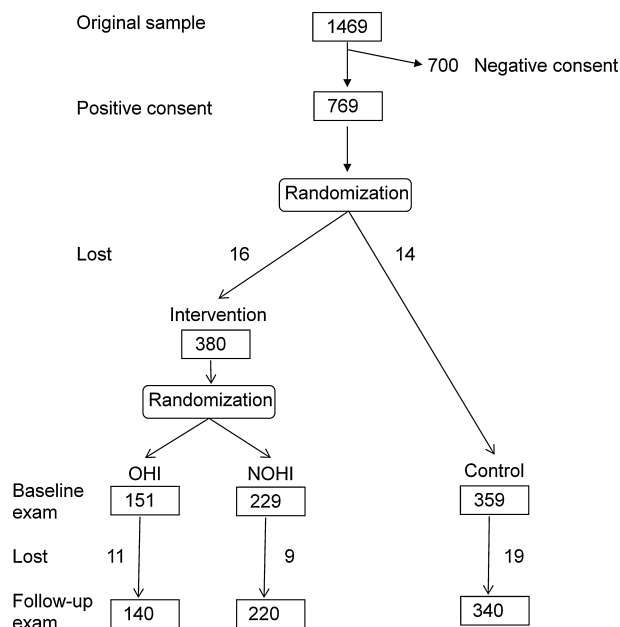 Original sample 1469
700 Negative consent
Positive consent 769
Randomization
Lost 16 14
Intervention
380
Randomization
OHI NOHI Control
Baseline exam 151 229 359
Lost 11 9 19
Follow-up exam 140 220 340